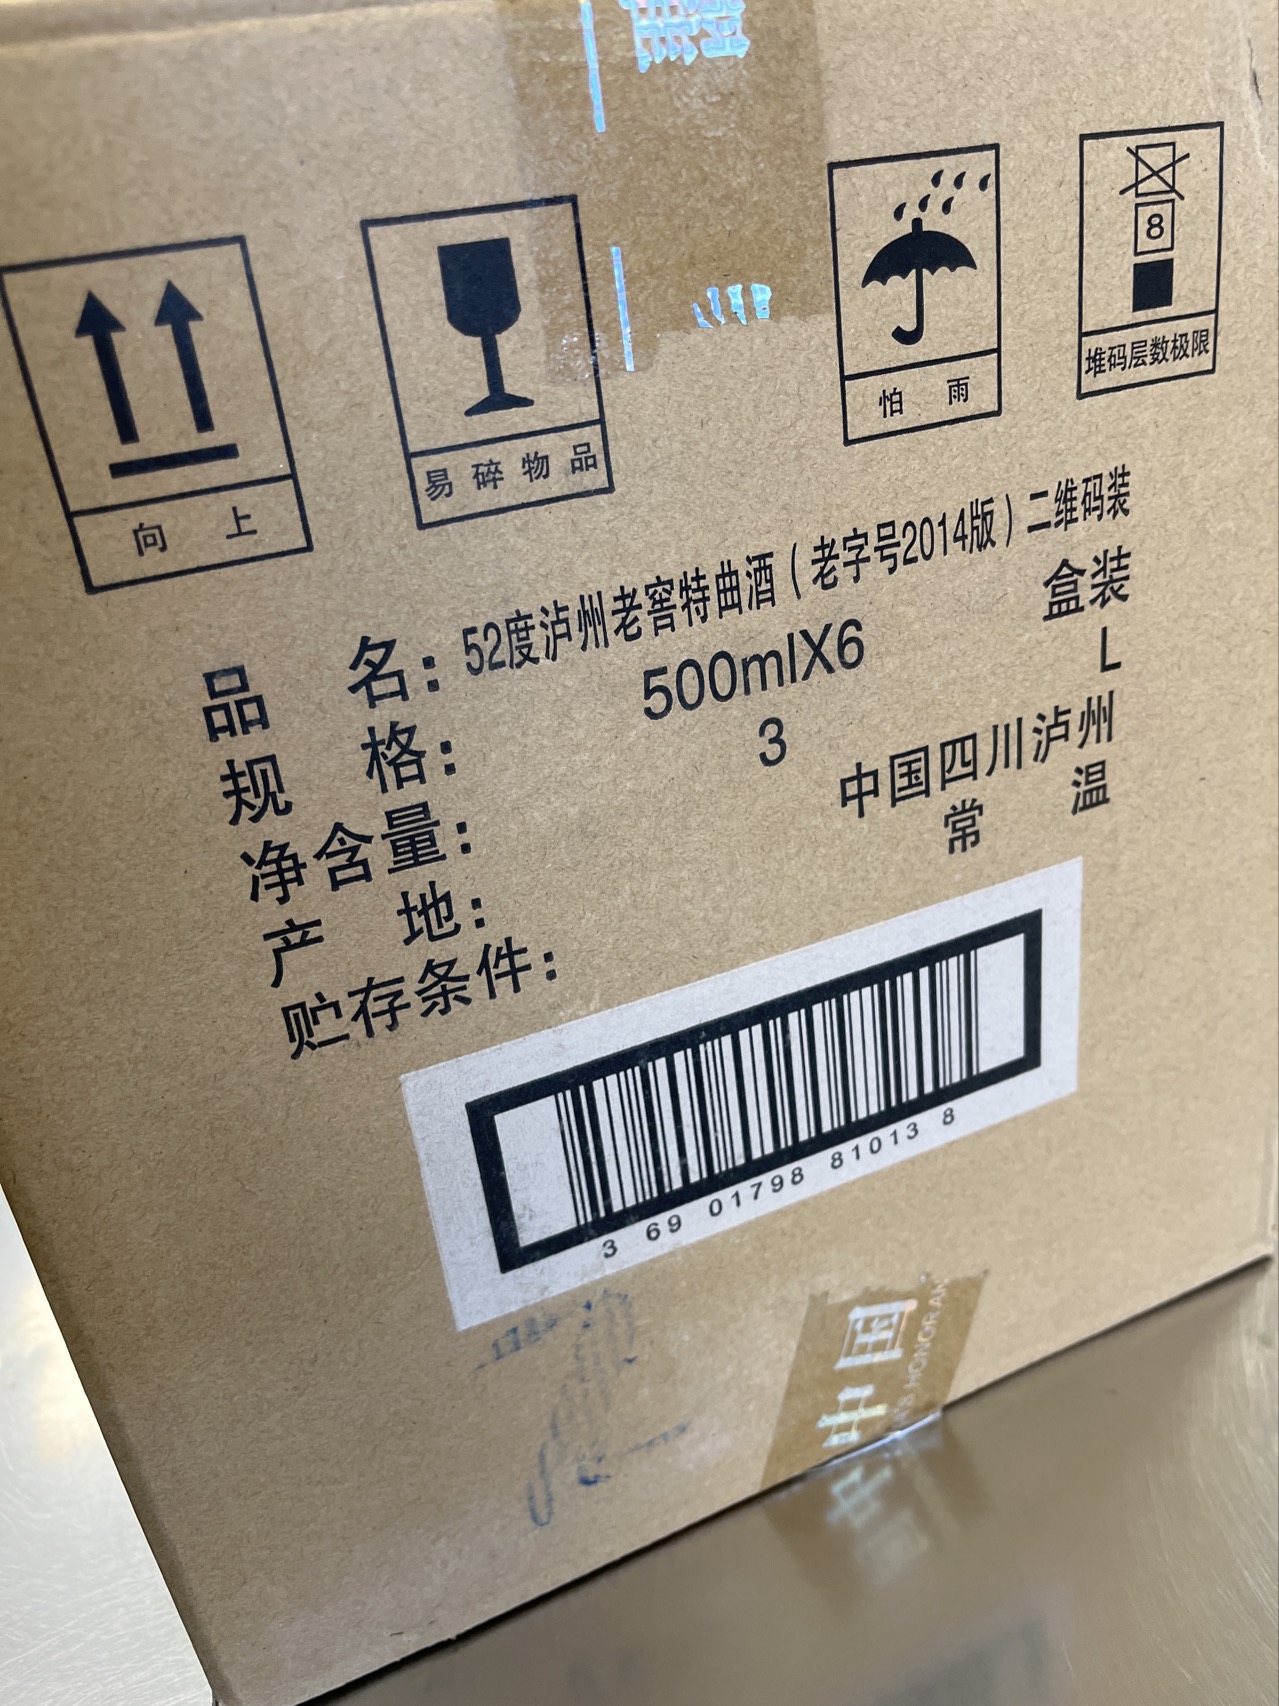 向 上
易碎物品
怕 雨
8
堆码层数极限
品 名：52度泸州老窖特曲酒（老字号2014版）二维码装
规 格： 500mlX6 盒装
净含量： 3 L
产 地： 中国四川泸州
贮存条件： 常 温
3 69 01798 81013 8
中国